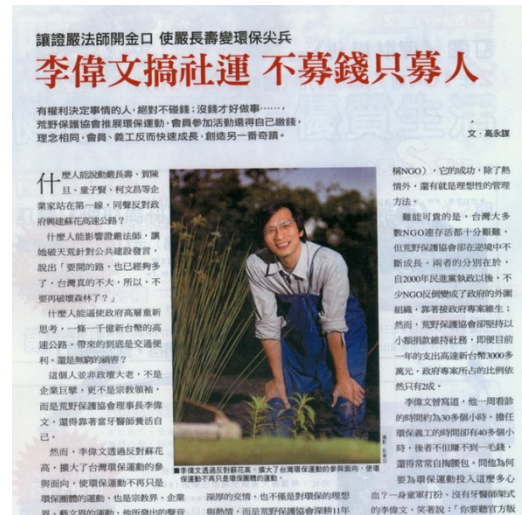 讓證嚴法師開金口 使嚴長壽變環保尖兵
李偉文搞社運 不募錢只募人
有權利決定事情的人，絕對不碰錢；沒錢才好做事……，
荒野保護協會推展環保運動，會員參加活動還得自己繳錢，
理念相同，會員、義工反而快速成長，創造另一番奇蹟。
文．高永謀
什麼人能說動嚴長壽、賀陳
旦、童子賢、柯文昌等企
業家站在第一線，同聲反對政
府興建蘇花高速公路？
什麼人能影響證嚴法師，讓
她破天荒針對公共建設發言，
說出「要開的路，也已經夠多
了，台灣真的不大，所以，不
要再破壞森林了？」
什麼人能逼使政府高層重新
思考，一條一千億新台幣的高
速公路，帶來的到底是交通便
利，還是無窮的禍害？
這個人並非政壇大老，不是
企業巨擘，更不是宗教領袖，
而是荒野保護協會理事長李偉
文，還得靠著當牙醫師養活自
己。
然而，李偉文透過反對蘇花
高，擴大了台灣環保運動的參
與面向，使環保運動不再只是
環保團體的運動，也是宗教界、企業
界、藝文界的運動，他所發出的聲音
■李偉文透過反對蘇花高，擴大了台灣環保運動的參與面向，使環
保運動不再只是環保團體的運動。
深厚的交情，也不僅是對環保的理想
與熱情，而是荒野保護協會深耕11年
稱NGO），它的成功，除了熱
情外，還有就是理想性的管理
方法。
難能可貴的是，台灣大多
數NGO連存活都十分艱難，
但荒野保護協會卻在逆境中不
斷成長。兩者的分別在於，
自2000年民進黨執政以後，不
少NGO反倒變成了政府的外圍
組織，靠著接政府專案維生；
然而，荒野保護協會卻堅持以
小額捐款維持社務，即便目前
一年的支出高達新台幣3000多
萬元，政府專案所占的比例依
然只有2成。
李偉文曾寫道，他一周看診
的時間約為30多個小時，擔任
環保義工的時間卻有40多個小
時，後者不但賺不到一毛錢，
還得常常自掏腰包。問他為何
要為環保運動投入這麼多心
血？一身童軍打扮，沒有牙醫師架式
的李偉文，笑著說：「你要聽官方版